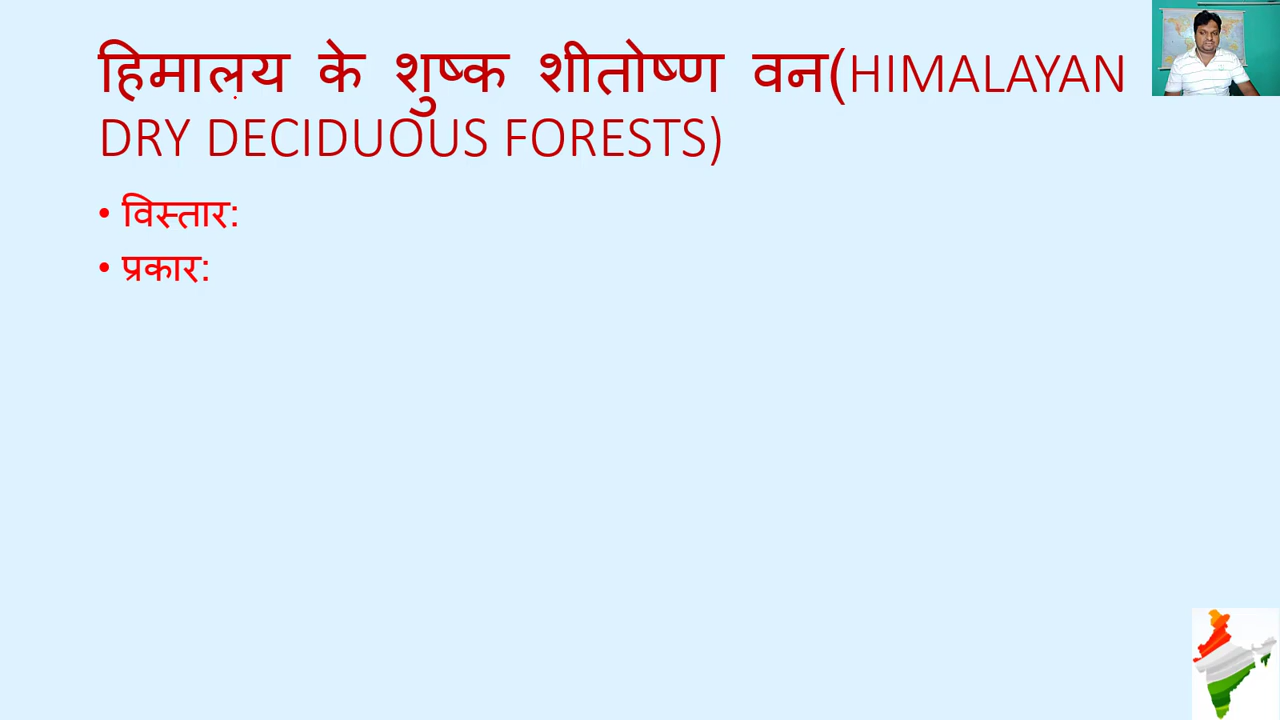 हिमालय के शुष्क शीतोष्ण वन(HIMALAYAN
DRY DECIDUOUS FORESTS)
• विस्तार:
• प्रकार: